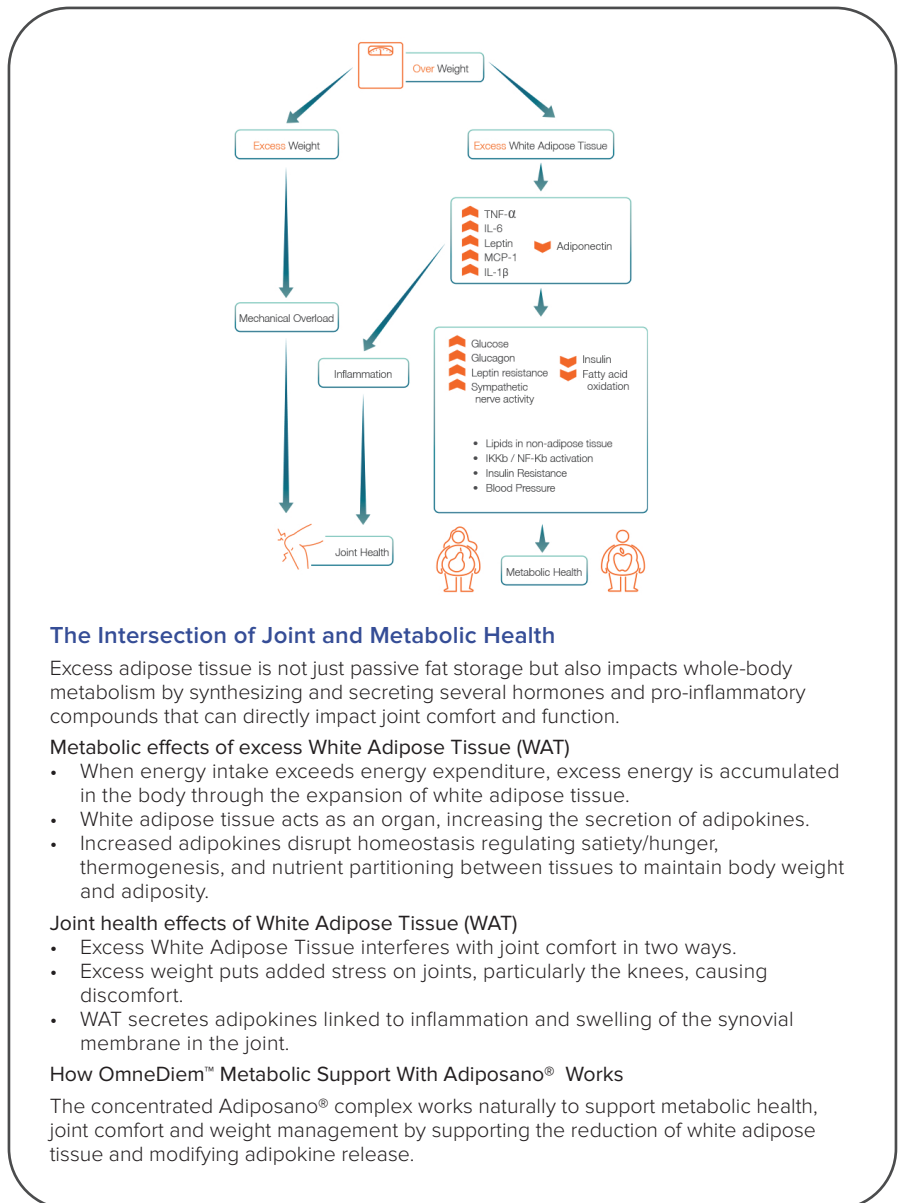 Over Weight
Excess Weight
Excess White Adipose Tissue
TNF-α
IL-6
Leptin
MCP-1
IL-1β
Adiponectin
Mechanical Overload
Inflammation
Glucose
Glucagon
Leptin resistance
Sympathetic
nerve activity
Insulin
Fatty acid
oxidation
• Lipids in non-adipose tissue
• IKKb / NF-Kb activation
• Insulin Resistance
• Blood Pressure
Joint Health
Metabolic Health
The Intersection of Joint and Metabolic Health
Excess adipose tissue is not just passive fat storage but also impacts whole-body
metabolism by synthesizing and secreting several hormones and pro-inflammatory
compounds that can directly impact joint comfort and function.
Metabolic effects of excess White Adipose Tissue (WAT)
• When energy intake exceeds energy expenditure, excess energy is accumulated
in the body through the expansion of white adipose tissue.
• White adipose tissue acts as an organ, increasing the secretion of adipokines.
• Increased adipokines disrupt homeostasis regulating satiety/hunger,
thermogenesis, and nutrient partitioning between tissues to maintain body weight
and adiposity.
Joint health effects of White Adipose Tissue (WAT)
• Excess White Adipose Tissue interferes with joint comfort in two ways.
• Excess weight puts added stress on joints, particularly the knees, causing
discomfort.
• WAT secretes adipokines linked to inflammation and swelling of the synovial
membrane in the joint.
How OmneDiem™ Metabolic Support With Adiposano® Works
The concentrated Adiposano® complex works naturally to support metabolic health,
joint comfort and weight management by supporting the reduction of white adipose
tissue and modifying adipokine release.